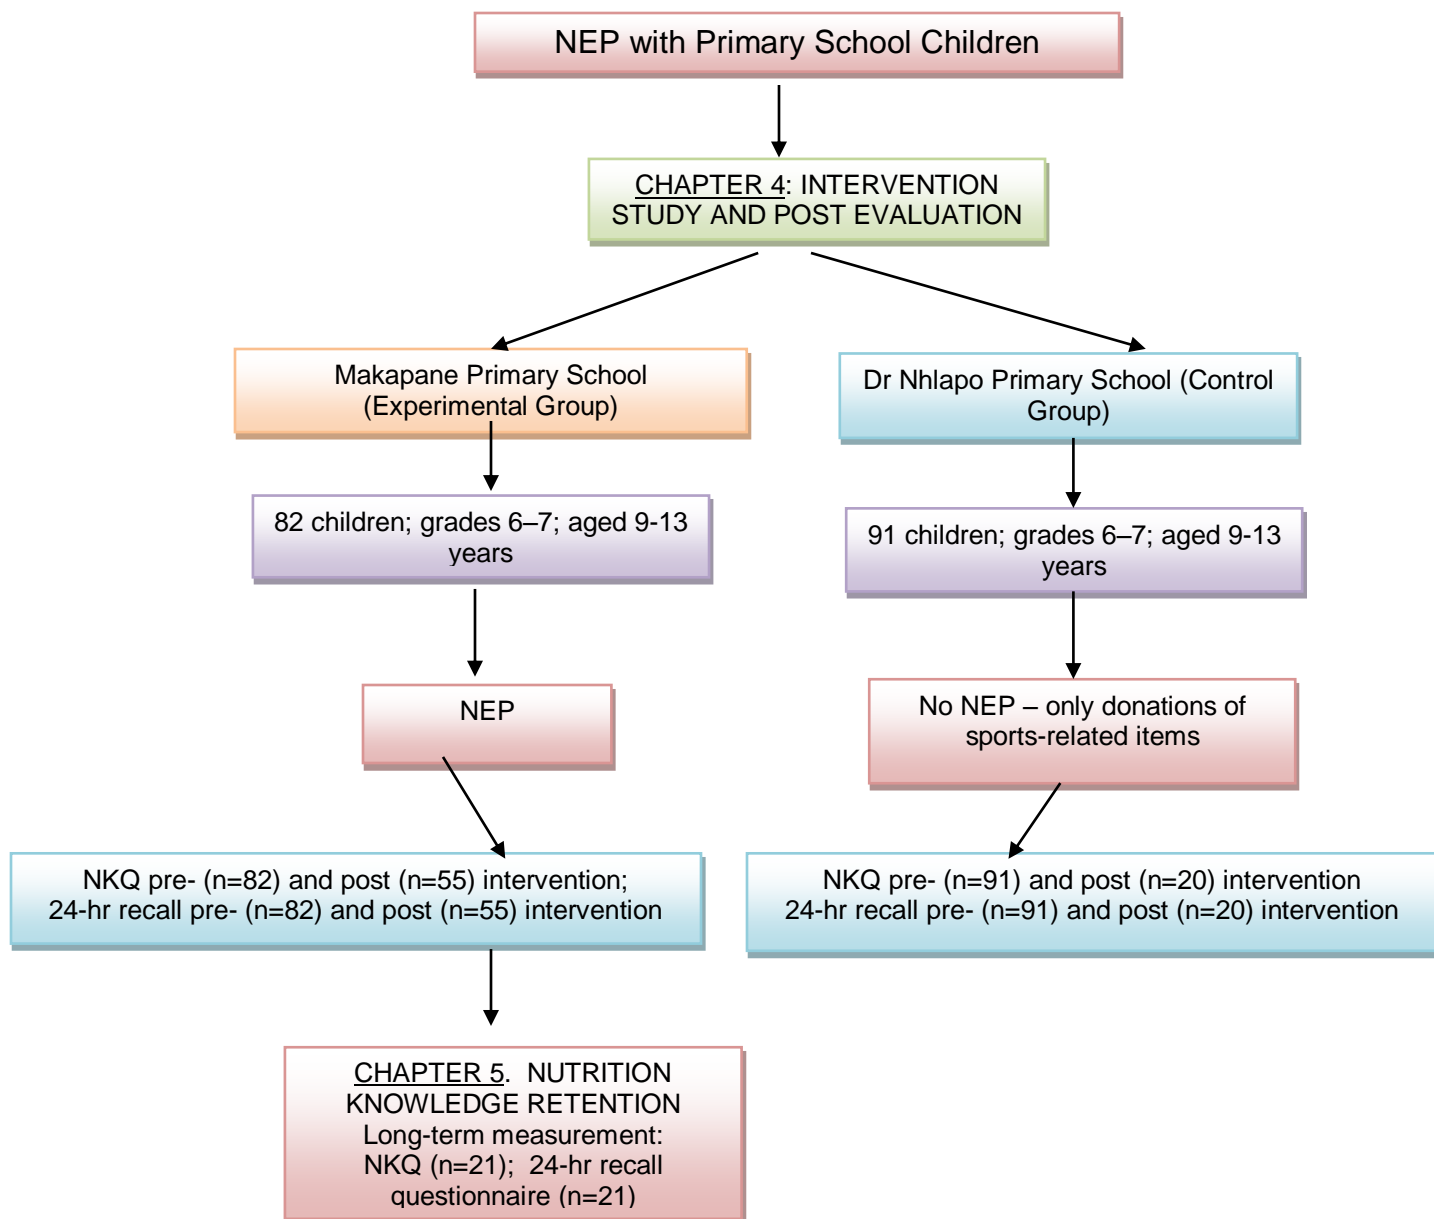 NEP with Primary School Children
CHAPTER 4: INTERVENTION
STUDY AND POST EVALUATION
Makapane Primary School
(Experimental Group)
Dr Nhlapo Primary School (Control
Group)
82 children; grades 6–7; aged 9-13
years
91 children; grades 6–7; aged 9-13
years
NEP
No NEP – only donations of
sports-related items
NKQ pre- (n=82) and post (n=55) intervention;
24-hr recall pre- (n=82) and post (n=55) intervention
NKQ pre- (n=91) and post (n=20) intervention
24-hr recall pre- (n=91) and post (n=20) intervention
CHAPTER 5. NUTRITION
KNOWLEDGE RETENTION
Long-term measurement:
NKQ (n=21); 24-hr recall
questionnaire (n=21)